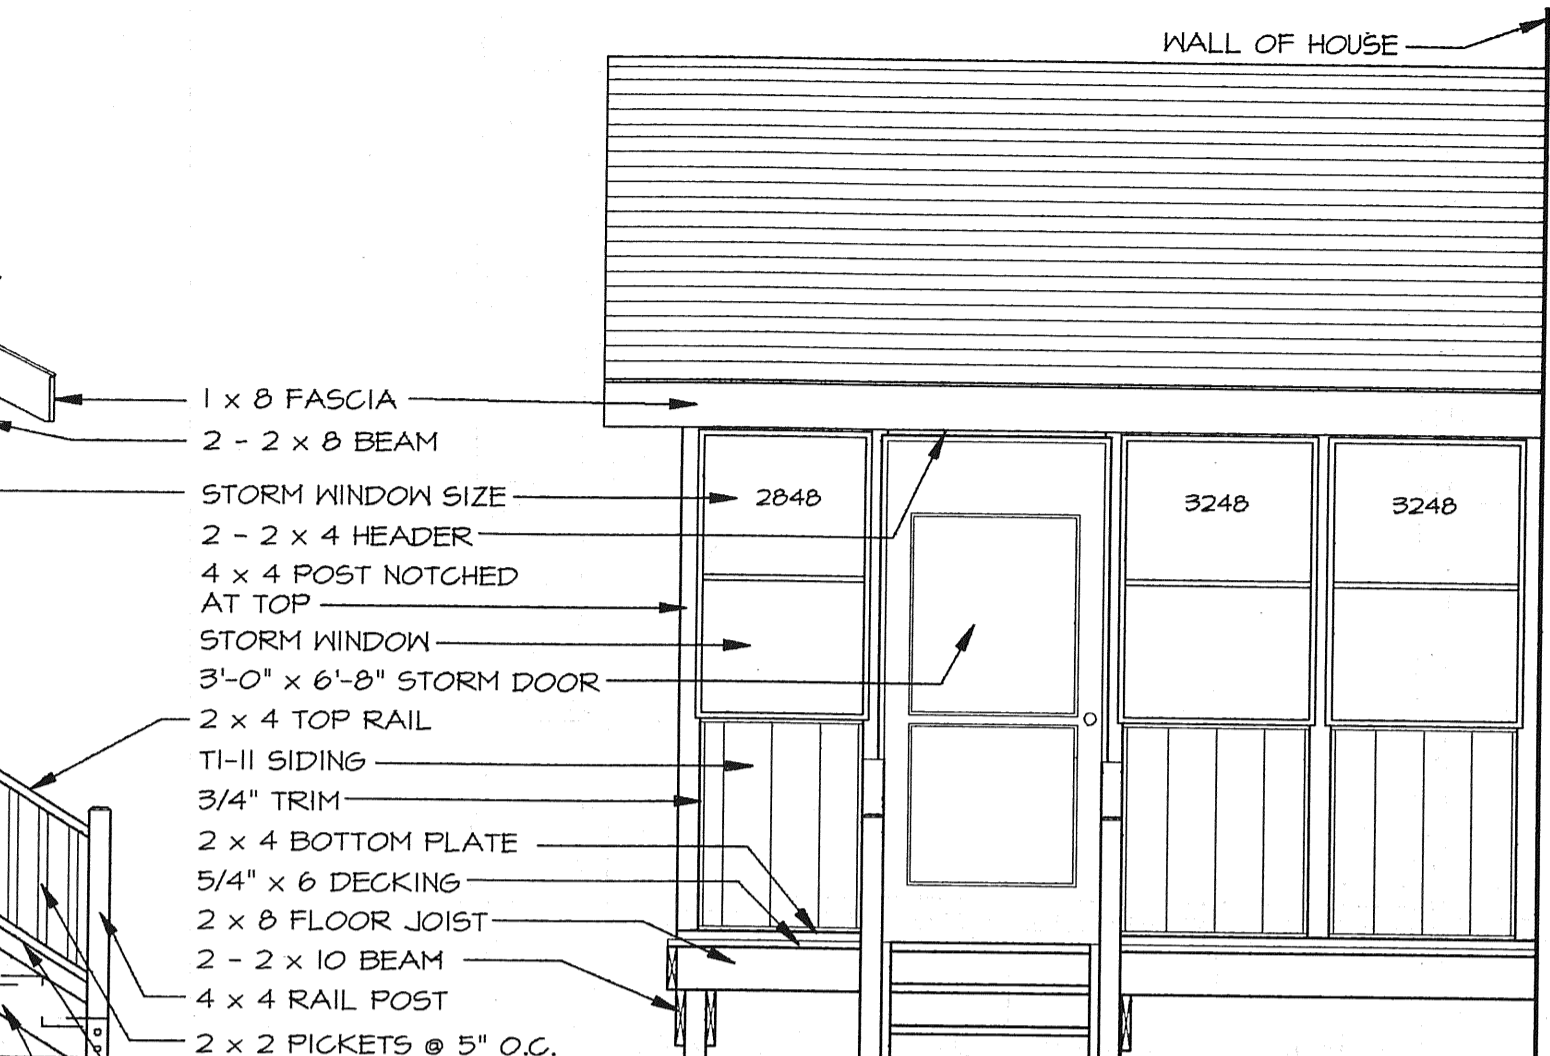 WALL OF HOUSE
1 x 8 FASCIA
2 - 2 x 8 BEAM
STORM WINDOW SIZE
2848
3248
3248
2 - 2 x 4 HEADER
4 x 4 POST NOTCHED
AT TOP
STORM WINDOW
3'-0" x 6'-8" STORM DOOR
2 x 4 TOP RAIL
T1-11 SIDING
3/4" TRIM
2 x 4 BOTTOM PLATE
5/4" x 6 DECKING
2 x 8 FLOOR JOIST
2 - 2 x 10 BEAM
4 x 4 RAIL POST
2 x 2 PICKETS @ 5" O.C.